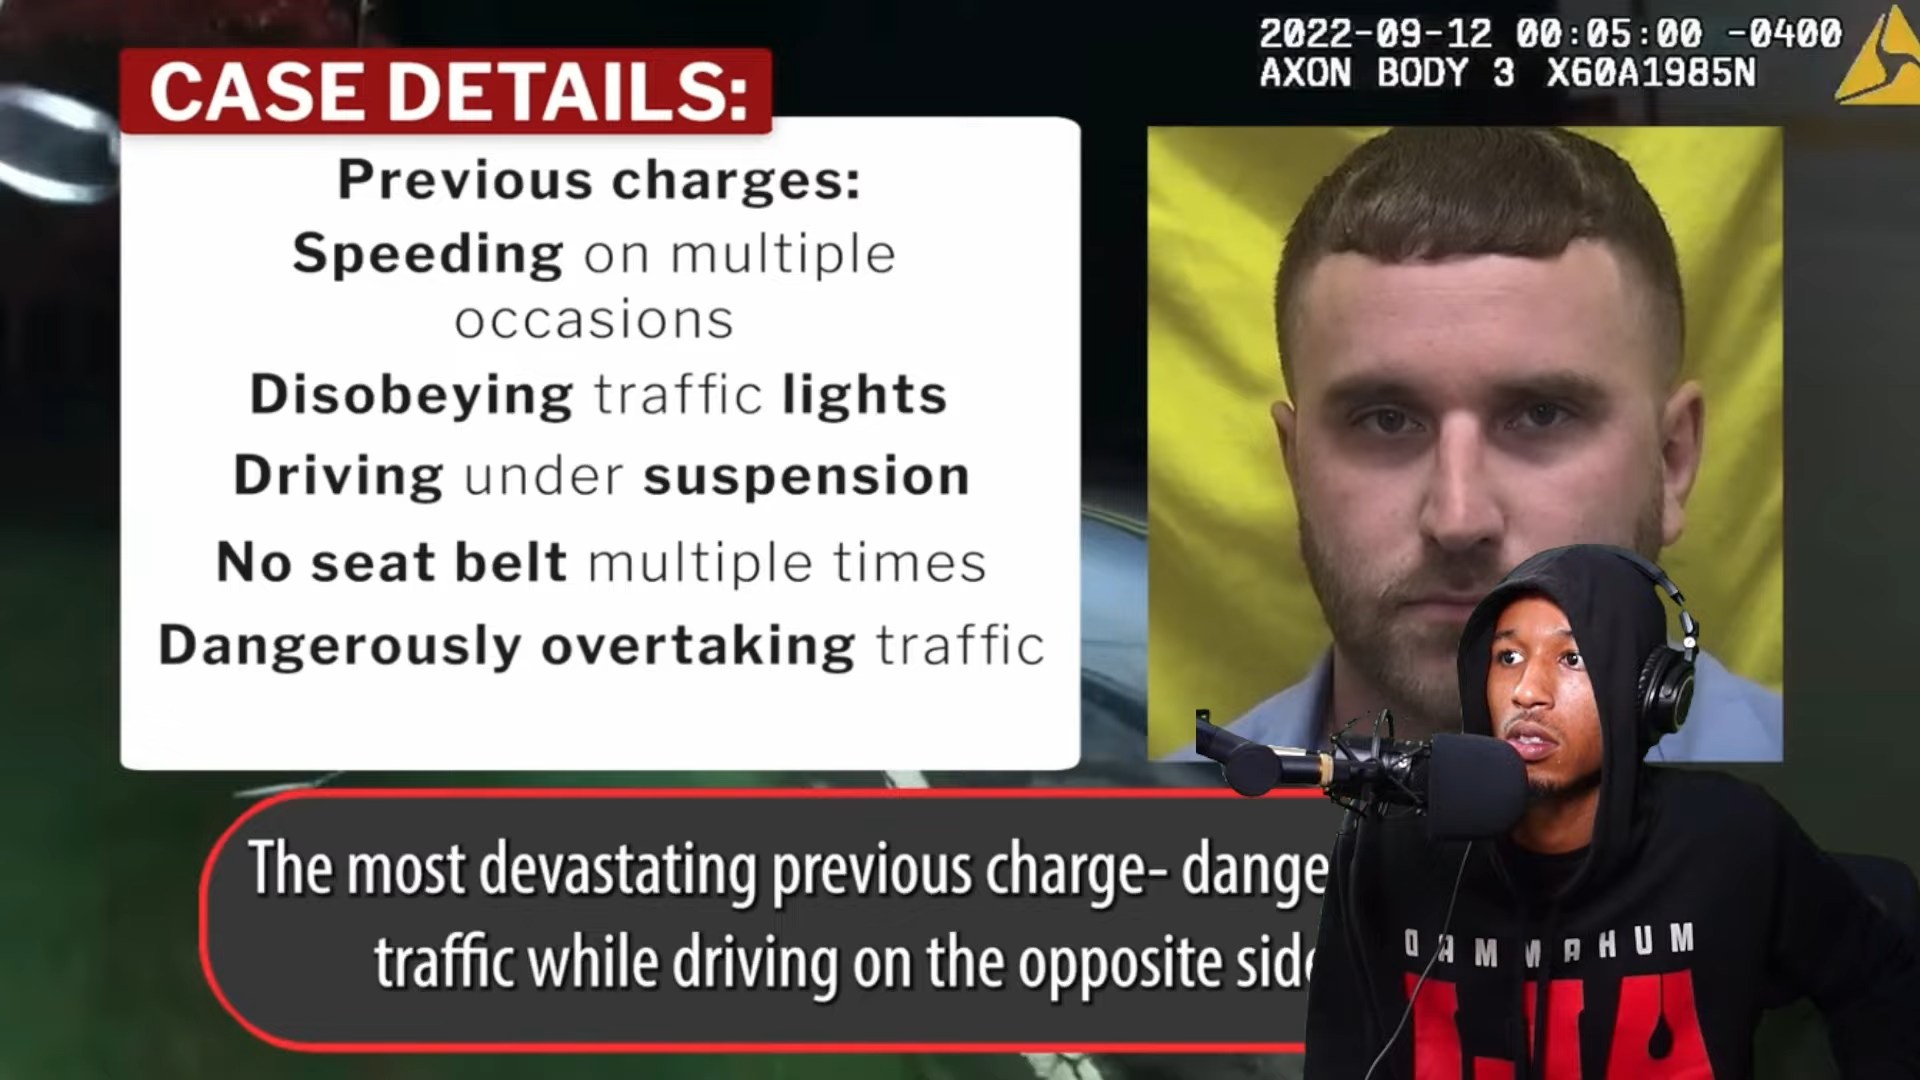 2022-09-12 00:05:00 -0400
AXON BODY 3 X60A1985N
CASE DETAILS:
Previous charges:
Speeding on multiple
occasions
Disobeying traffic lights
Driving under suspension
No seat belt multiple times
Dangerously overtaking traffic
The most devastating previous charge- dange
traffic while driving on the opposite side